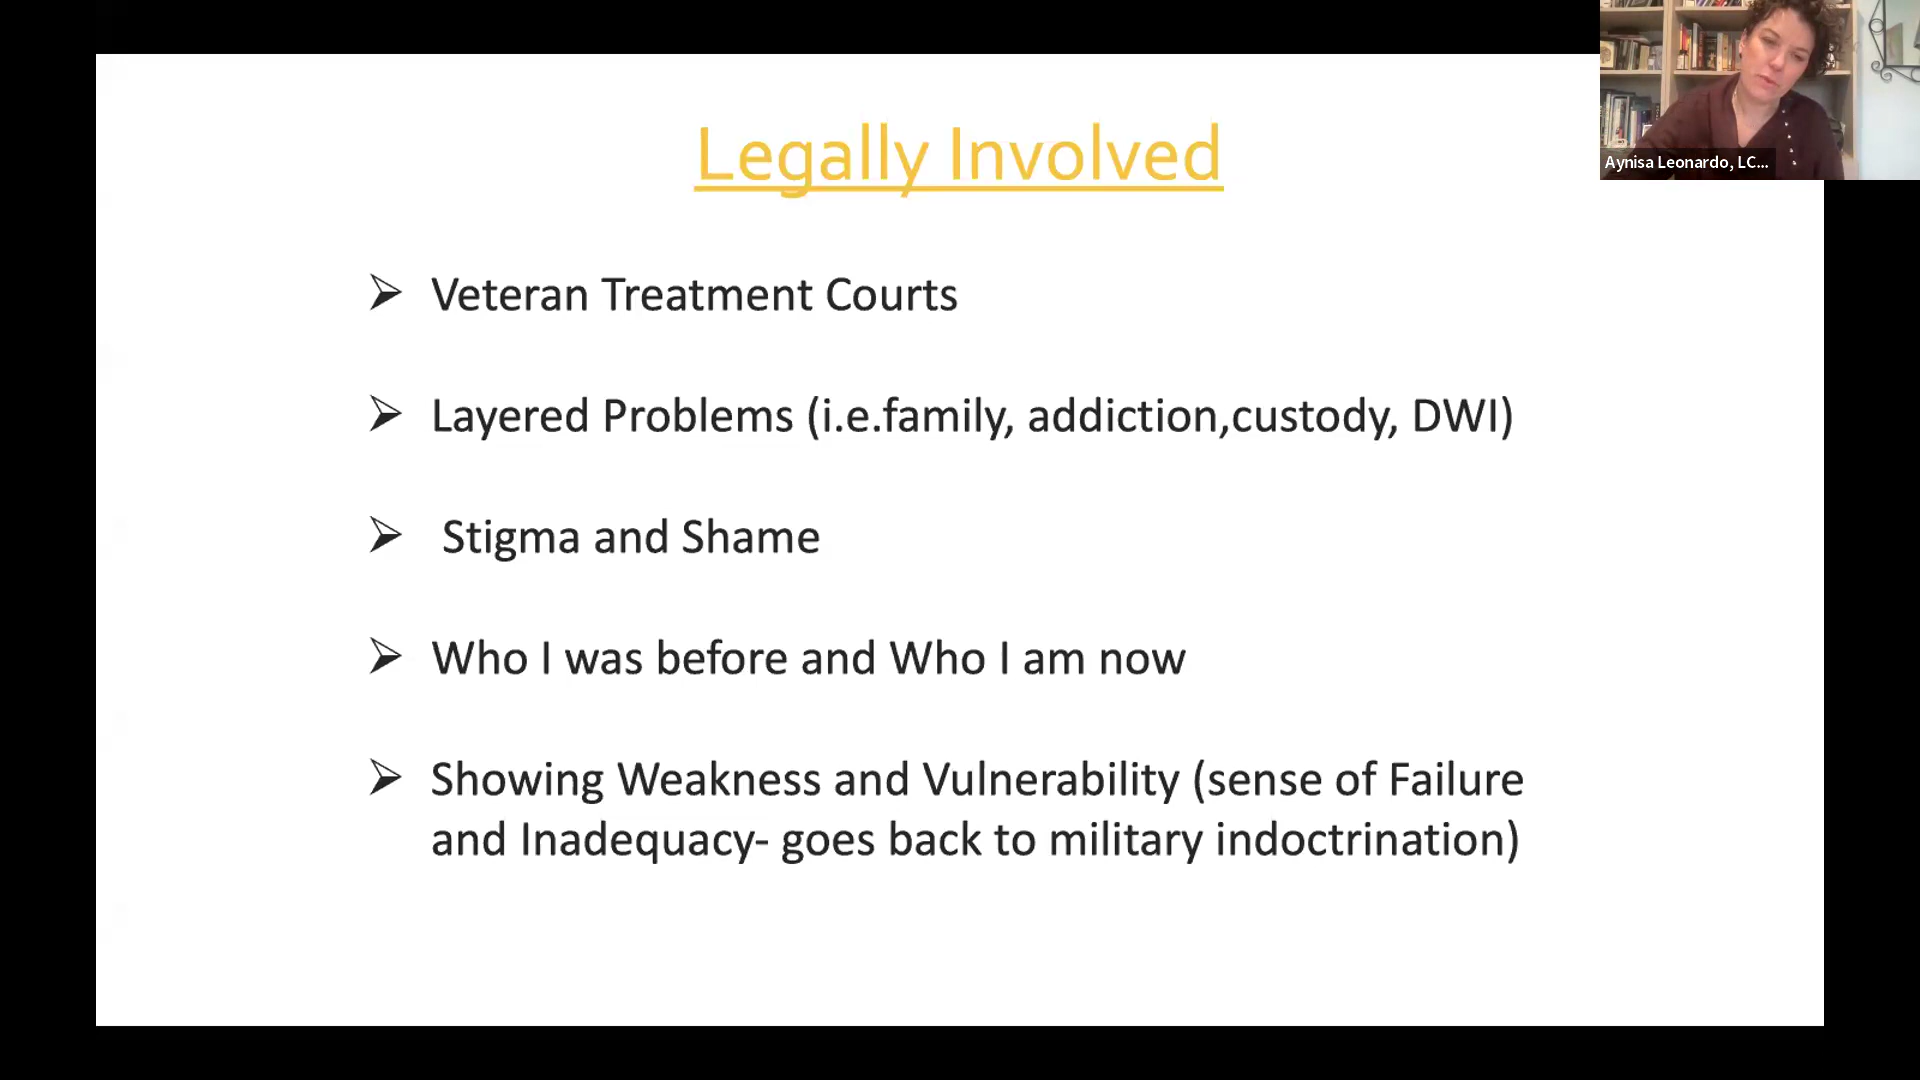 Legally Involved
Aynisa Leonardo, LC...
Veteran Treatment Courts
Layered Problems (i.e.family, addiction,custody, DWI)
Stigma and Shame
Who I was before and Who I am now
Showing Weakness and Vulnerability (sense of Failure
and Inadequacy- goes back to military indoctrination)